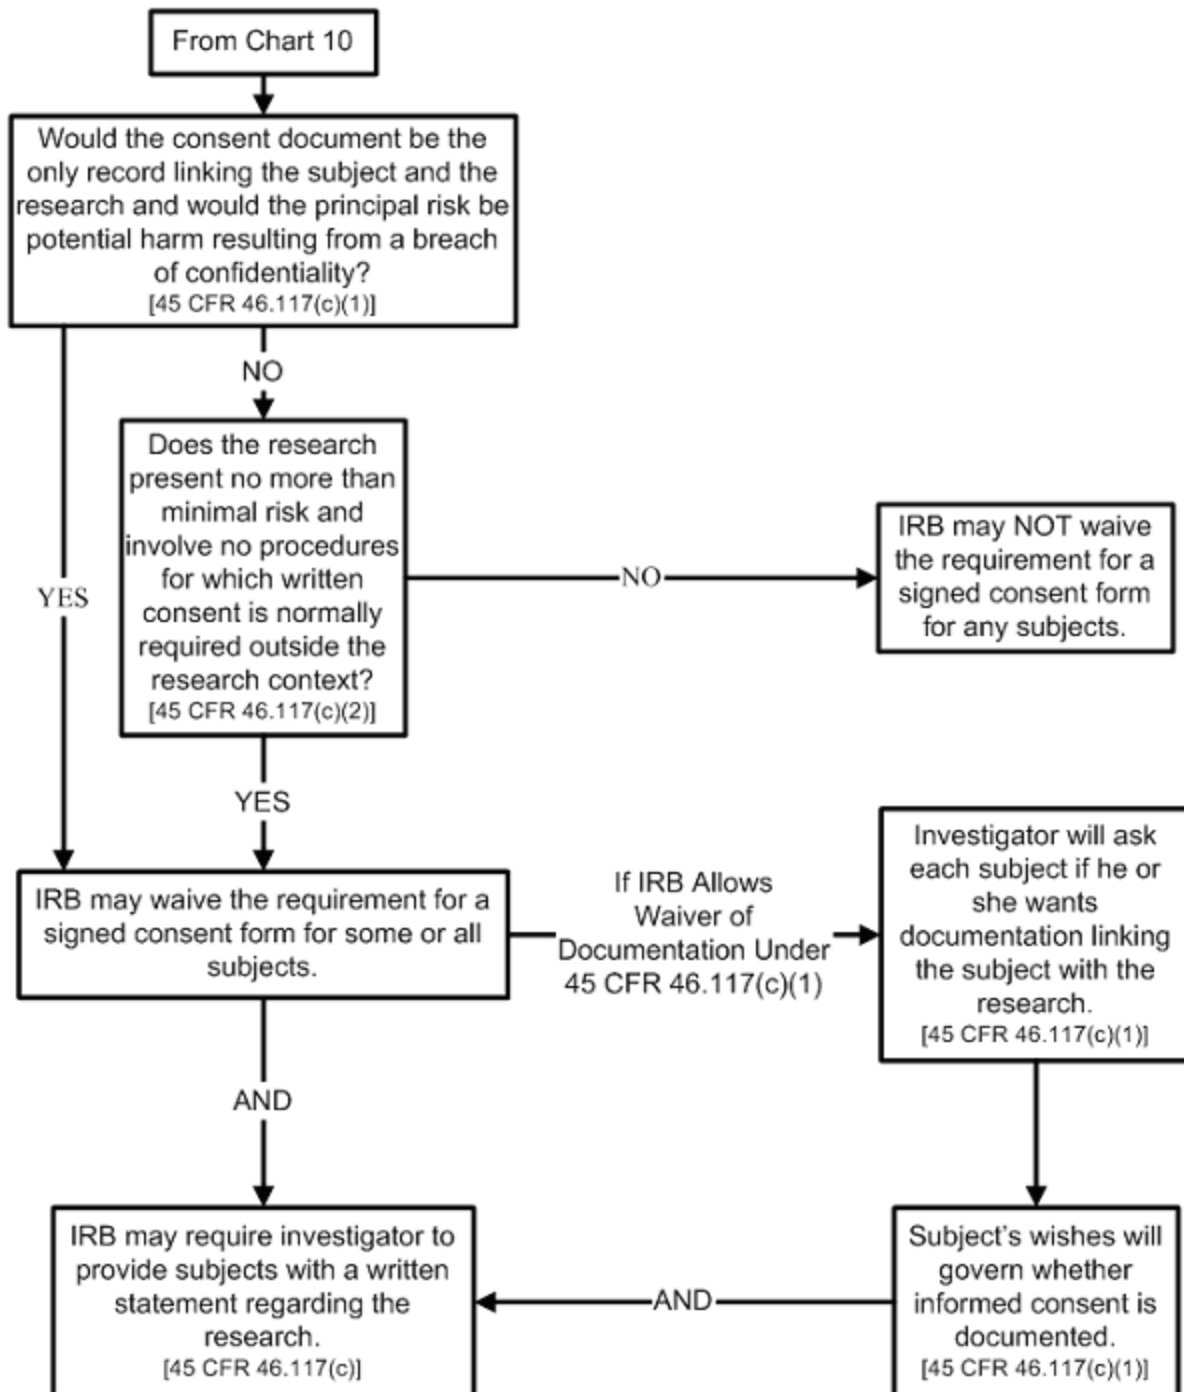 From Chart 10
Would the consent document be the
only record linking the subject and the
research and would the principal risk be
potential harm resulting from a breach
of confidentiality?
[45 CFR 46.117(c)(1)]
NO
YES
Does the research
present no more than
minimal risk and
involve no procedures
for which written
consent is normally
required outside the
research context?
[45 CFR 46.117(c)(2)]
NO
IRB may NOT waive
the requirement for a
signed consent form
for any subjects.
YES
IRB may waive the requirement for a
signed consent form for some or all
subjects.
If IRB Allows
Waiver of
Documentation Under
45 CFR 46.117(c)(1)
Investigator will ask
each subject if he or
she wants
documentation linking
the subject with the
research.
[45 CFR 46.117(c)(1)]
AND
IRB may require investigator to
provide subjects with a written
statement regarding the
research.
[45 CFR 46.117(c)]
AND
Subject's wishes will
govern whether
informed consent is
documented.
[45 CFR 46.117(c)(1)]